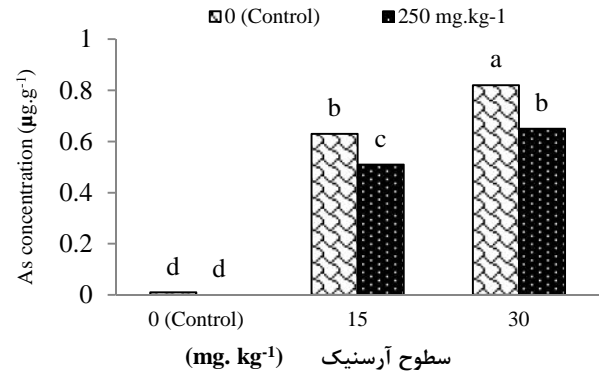 0 (Control) 250 mg.kg-1
As concentration (µg.g-1)
1
0.8
0.6
0.4
0.2
0
d d
b c
a b
0 (Control) 15 30
سطوح آرسنیک (mg. kg-1)